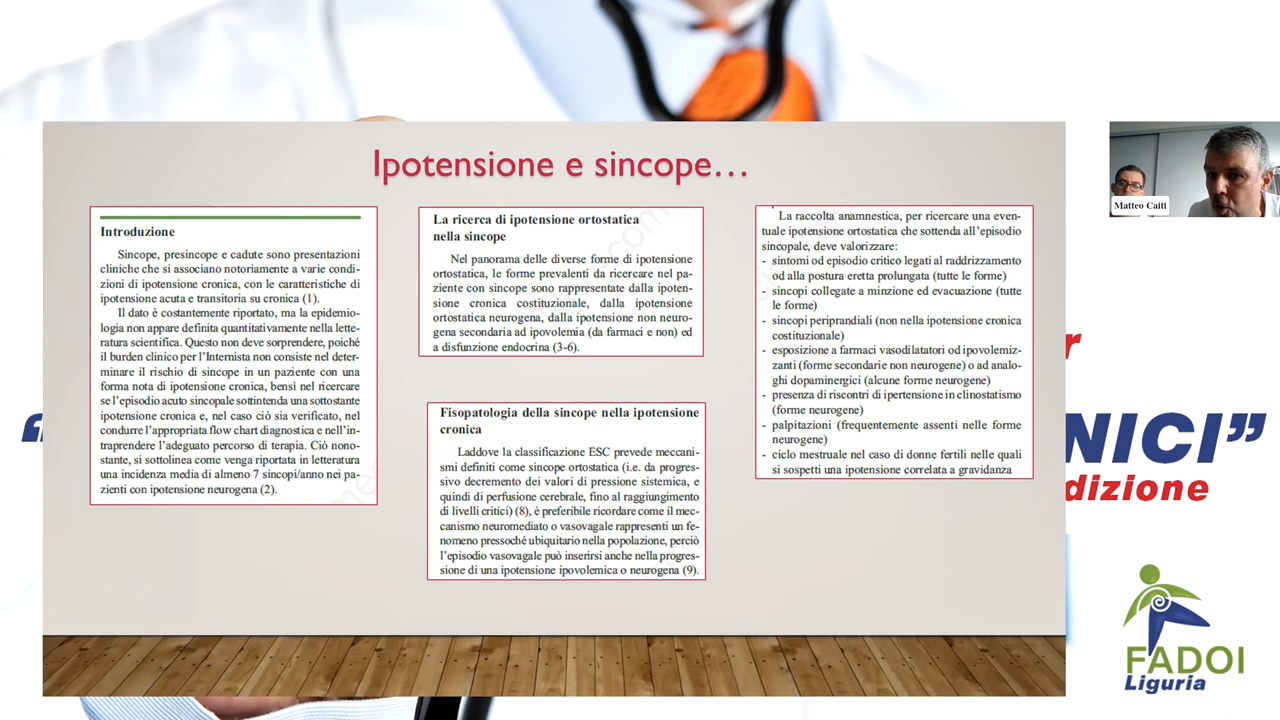 Ipotensione e sincope…
Introduzione
Sincope, presincope e cadute sono presentazioni
cliniche che si associano notoriamente a varie condi-
zioni di ipotensione cronica, con le caratteristiche di
ipotensione acuta e transitoria su cronica (1).
Il dato è costantemente riportato, ma la epidemio-
logia non appare definita quantitativamente nella lette-
ratura scientifica. Questo non deve sorprendere, poiché
il burden clinico per l'Internista non consiste nel deter-
minare il rischio di sincope in un paziente con una
forma nota di ipotensione cronica, bensì nel ricercare
se l'episodio acuto sincopale sottintenda una sottostante
ipotensione cronica e, nel caso ciò sia verificato, nel
condurre l'appropriata flow chart diagnostica e nell'in-
traprendere l'adeguato percorso di terapia. Ciò nono-
stante, si sottolinea come venga riportata in letteratura
una incidenza media di almeno 7 sincopi/anno nei pa-
zienti con ipotensione neurogena (2).
La ricerca di ipotensione ortostatica
nella sincope
Nel panorama delle diverse forme di ipotensione
ortostatica, le forme prevalenti da ricercare nel pa-
ziente con sincope sono rappresentate dalla ipoten-
sione cronica costituzionale, dalla ipotensione
ortostatica neurogena, dalla ipotensione non neuro-
gena secondaria ad ipovolemia (da farmaci e non) ed
a disfunzione endocrina (3-6).
Fisopatologia della sincope nella ipotensione
cronica
Laddove la classificazione ESC prevede meccani-
smi definiti come sincope ortostatica (i.e. da progres-
sivo decremento dei valori di pressione sistemica, e
quindi di perfusione cerebrale, fino al raggiungimento
di livelli critici) (8), è preferibile ricordare come il mec-
canismo neuromediato o vasovagale rappresenti un fe-
nomeno pressoché ubiquitario nella popolazione, perciò
l'episodio vasovagale può inserirsi anche nella progres-
sione di una ipotensione ipovolemica o neurogena (9).
La raccolta anamnestica, per ricercare una even-
tuale ipotensione ortostatica che sottenda all'episodio
sincopale, deve valorizzare:
- sintomi od episodio critico legati al raddrizzamento
od alla postura eretta prolungata (tutte le forme)
- sincopi collegate a minzione ed evacuazione (tutte
le forme)
- sincopi periprandiali (non nella ipotensione cronica
costituzionale)
- esposizione a farmaci vasodilatatori od ipovolemiz-
zanti (forme secondarie non neurogene) o ad analo-
ghi dopaminergici (alcune forme neurogene)
- presenza di riscontri di ipertensione in clinostatismo
(forme neurogene)
- palpitazioni (frequentemente assenti nelle forme
neurogene)
- ciclo mestruale nel caso di donne fertili nelle quali
si sospetti una ipotensione correlata a gravidanza
Matteo Caiti
r
“
NICI”
dizione
FADOI
Liguria